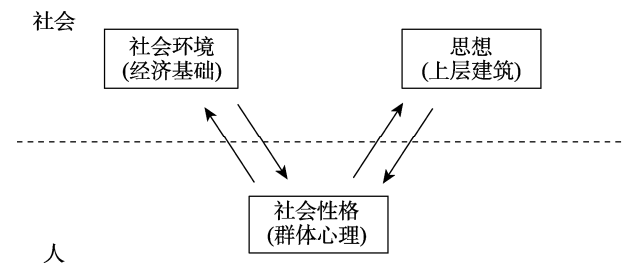 社会
社会环境
(经济基础)
思想
(上层建筑)
社会性格
(群体心理)
人